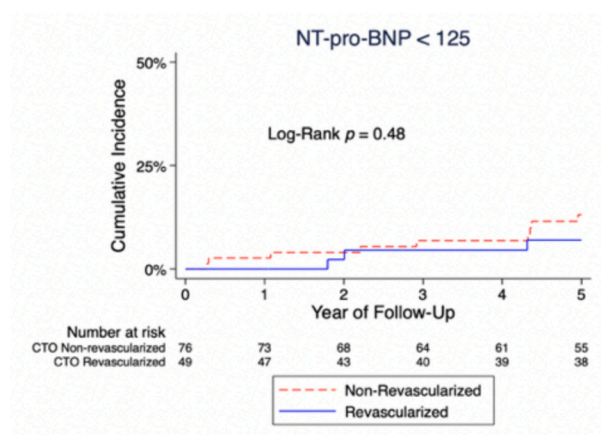 NT-pro-BNP < 125
50%
Log-Rank p = 0.48
25%
0%
Cumulative Incidence
0 1 2 3 4 5
Year of Follow-Up
Number at risk
CTO Non-revascularized 76 73 68 64 61 55
CTO Revascularized 49 47 43 40 39 38
Non-Revascularized
Revascularized